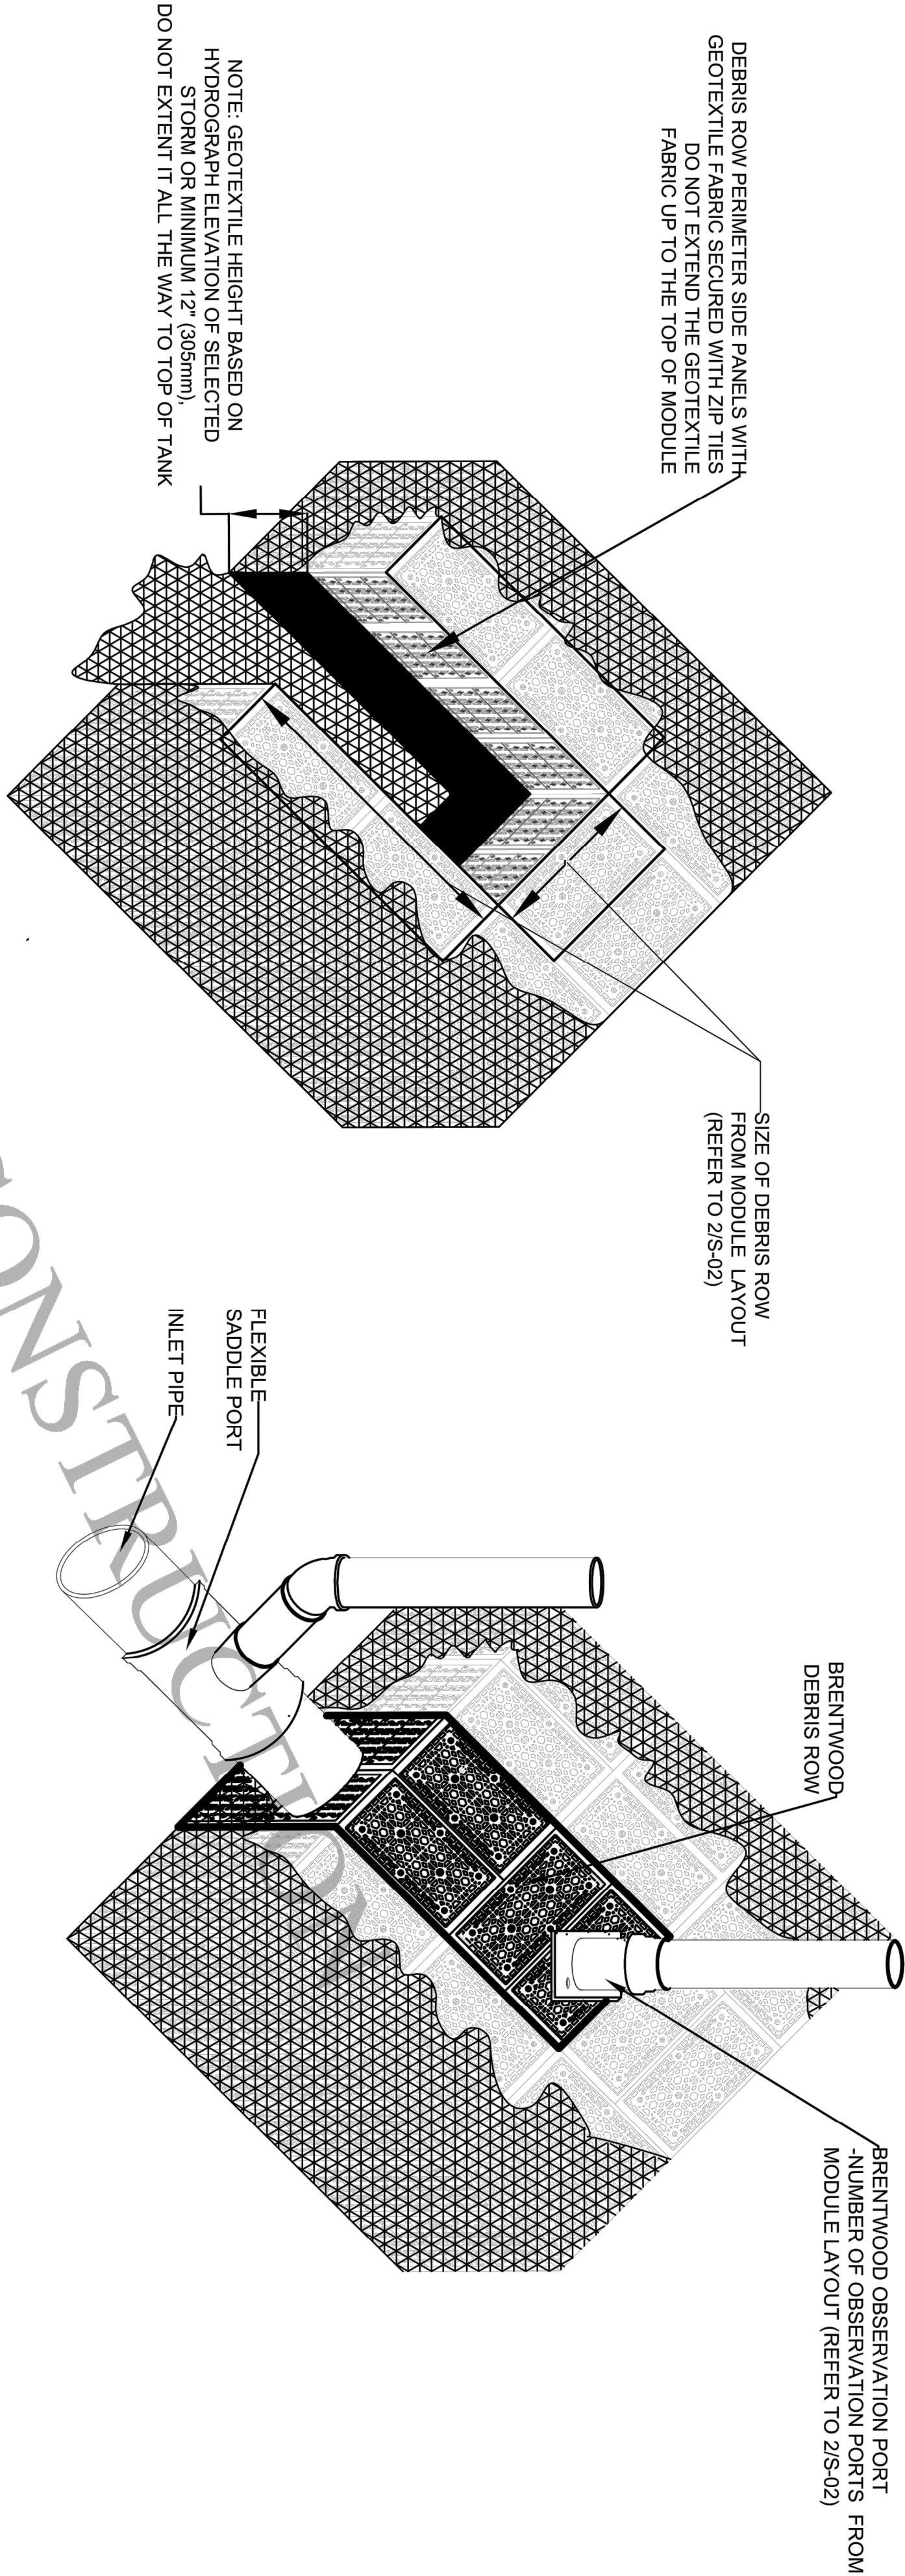 DEBRIS ROW PERIMETER SIDE PANELS WITH
GEOTEXTILE FABRIC SECURED WITH ZIP TIES
DO NOT EXTEND THE GEOTEXTILE
FABRIC UP TO THE TOP OF MODULE
NOTE: GEOTEXTILE HEIGHT BASED ON
HYDROGRAPH ELEVATION OF SELECTED
STORM OR MINIMUM 12" (305mm),
DO NOT EXTENT IT ALL THE WAY TO TOP OF TANK
SIZE OF DEBRIS ROW
FROM MODULE LAYOUT
(REFER TO 2/S-02)
FLEXIBLE
SADDLE PORT
INLET PIPE
BRENTWOOD
DEBRIS ROW
BRENTWOOD OBSERVATION PORT
-NUMBER OF OBSERVATION PORTS FROM
MODULE LAYOUT (REFER TO 2/S-02)
CONSTRUCTION